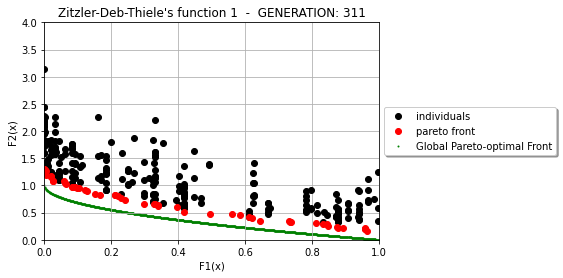 Zitzler-Deb-Thiele's function 1 - GENERATION: 311
4.0
3.5
3.0
2.5
2.0
1.5
1.0
0.5
0.0
F2(x)
0.0 0.2 0.4 0.6 0.8 1.0
F1(x)
individuals
pareto front
Global Pareto-optimal Front